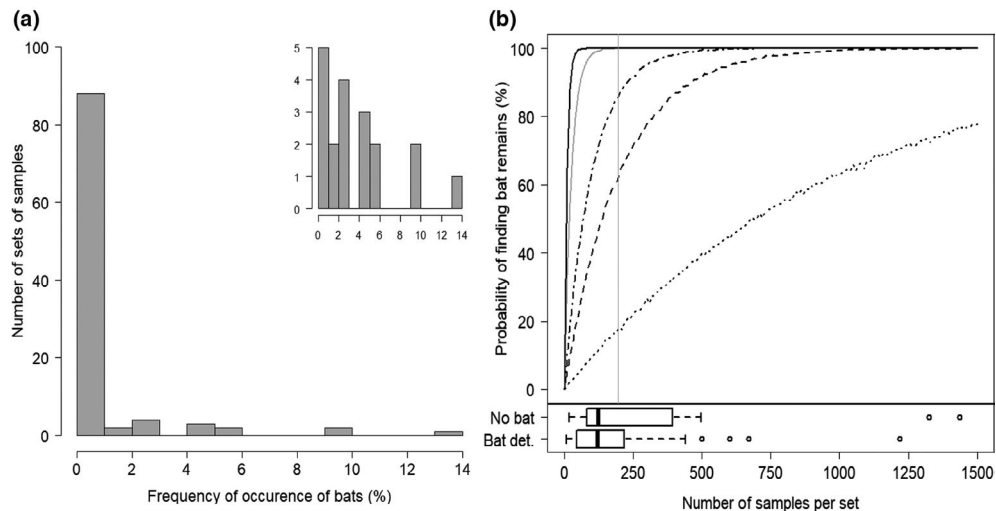 (a)
100
80
60
40
20
0
Number of sets of samples
0 2 4 6 8 10 12 14
Frequency of occurence of bats (%)
5
4
3
2
1
0
0 2 4 6 8 10 12 14
(b)
100
80
60
40
20
0
Probability of finding bat remains (%)
No bat
Bat det.
0 250 500 750 1000 1250 1500
Number of samples per set